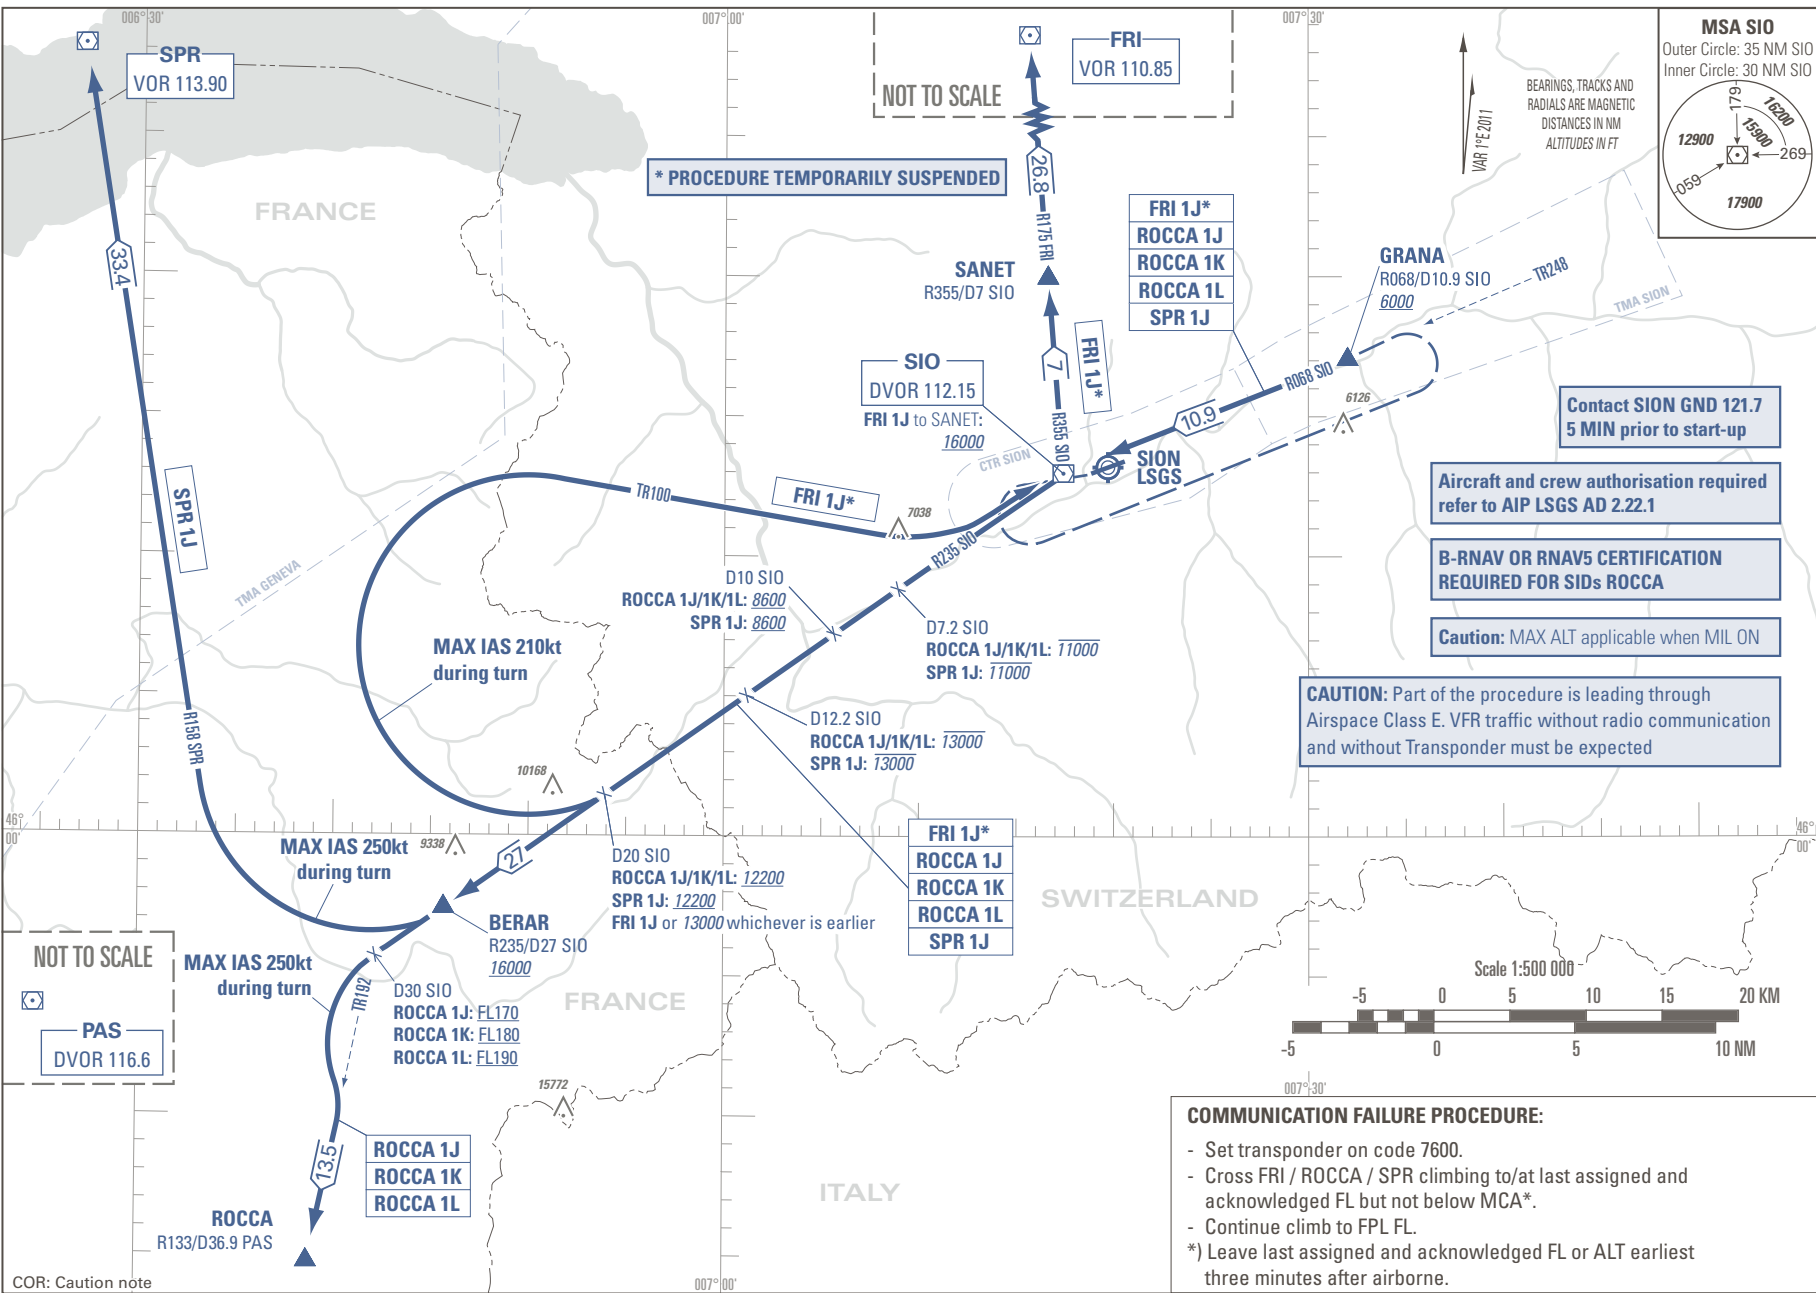 006°30'
007°00'
007°30'
SPR
VOR 113.90
FRI
VOR 110.85
NOT TO SCALE
VAR 1°E 2011
BEARINGS, TRACKS AND
RADIALS ARE MAGNETIC
DISTANCES IN NM
ALTITUDES IN FT
MSA SIO
Outer Circle: 35 NM SIO
Inner Circle: 30 NM SIO
179
16200
15900
12900
269
059
17900
* PROCEDURE TEMPORARILY SUSPENDED
FRANCE
33.4
26.8
R175 FRI
SANET
R355/D7 SIO
FRI 1J*
ROCCA 1J
ROCCA 1K
ROCCA 1L
SPR 1J
GRANA
R068/D10.9 SIO
6000
TR248
TMA SION
SIO
DVOR 112.15
FRI 1J to SANET:
16000
7
FRI 1J*
R355 SIO
R068 SIO
10.9
6126
CTR SION
SION
LSGS
Contact SION GND 121.7
5 MIN prior to start-up
Aircraft and crew authorisation required
refer to AIP LSGS AD 2.22.1
B-RNAV OR RNAV5 CERTIFICATION
REQUIRED FOR SIDs ROCCA
Caution: MAX ALT applicable when MIL ON
CAUTION: Part of the procedure is leading through
Airspace Class E. VFR traffic without radio communication
and without Transponder must be expected
SPR 1J
TR100
FRI 1J*
7038
R235 SIO
TMA GENEVA
D10 SIO
ROCCA 1J/1K/1L: 8600
SPR 1J: 8600
D7.2 SIO
ROCCA 1J/1K/1L: 11000
SPR 1J: 11000
MAX IAS 210kt
during turn
R158 SPR
D12.2 SIO
ROCCA 1J/1K/1L: 13000
SPR 1J: 13000
10168
46°
00'
46°
00'
9338
MAX IAS 250kt
during turn
27
D20 SIO
ROCCA 1J/1K/1L: 12200
SPR 1J: 12200
FRI 1J or 13000 whichever is earlier
FRI 1J*
ROCCA 1J
ROCCA 1K
ROCCA 1L
SPR 1J
SWITZERLAND
BERAR
R235/D27 SIO
16000
NOT TO SCALE
PAS
DVOR 116.6
MAX IAS 250kt
during turn
TR192
D30 SIO
ROCCA 1J: FL170
ROCCA 1K: FL180
ROCCA 1L: FL190
FRANCE
Scale 1:500 000
-5 0 5 10 15 20 KM
-5 0 5 10 NM
15772
007°30'
13.5
ROCCA 1J
ROCCA 1K
ROCCA 1L
ITALY
ROCCA
R133/D36.9 PAS
007°00'
COR: Caution note
COMMUNICATION FAILURE PROCEDURE:
- Set transponder on code 7600.
- Cross FRI / ROCCA / SPR climbing to/at last assigned and
acknowledged FL but not below MCA*.
- Continue climb to FPL FL.
*) Leave last assigned and acknowledged FL or ALT earliest
three minutes after airborne.